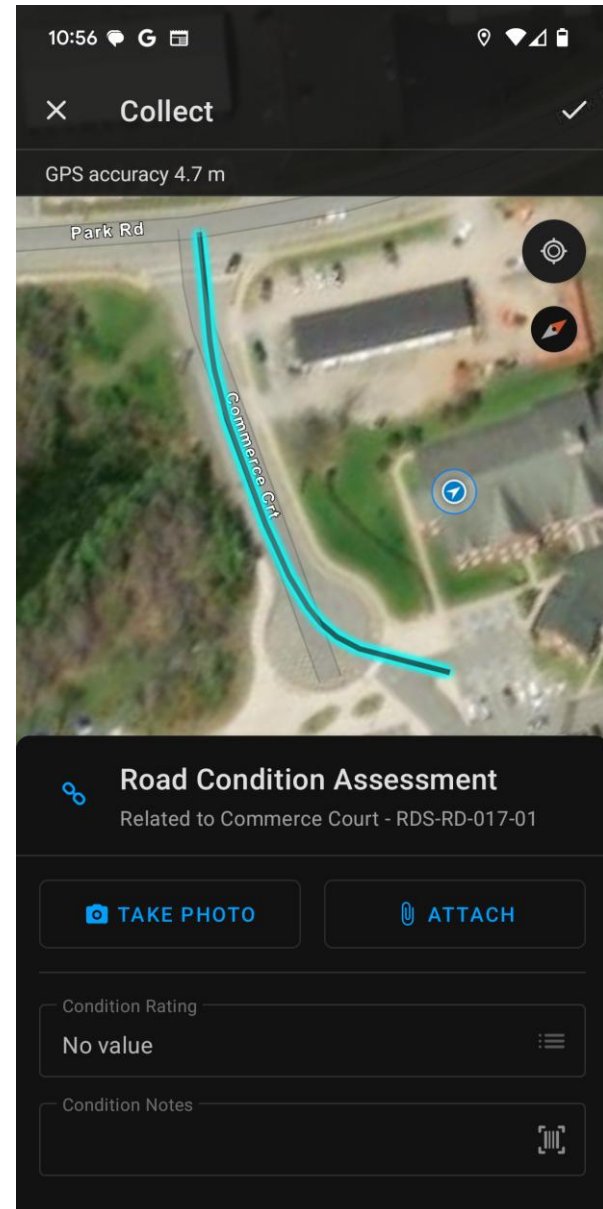 10:56 G
Collect
GPS accuracy 4.7 m
Park Rd
Commerce Crt
Road Condition Assessment
Related to Commerce Court - RDS-RD-017-01
TAKE PHOTO
ATTACH
Condition Rating
No value
Condition Notes